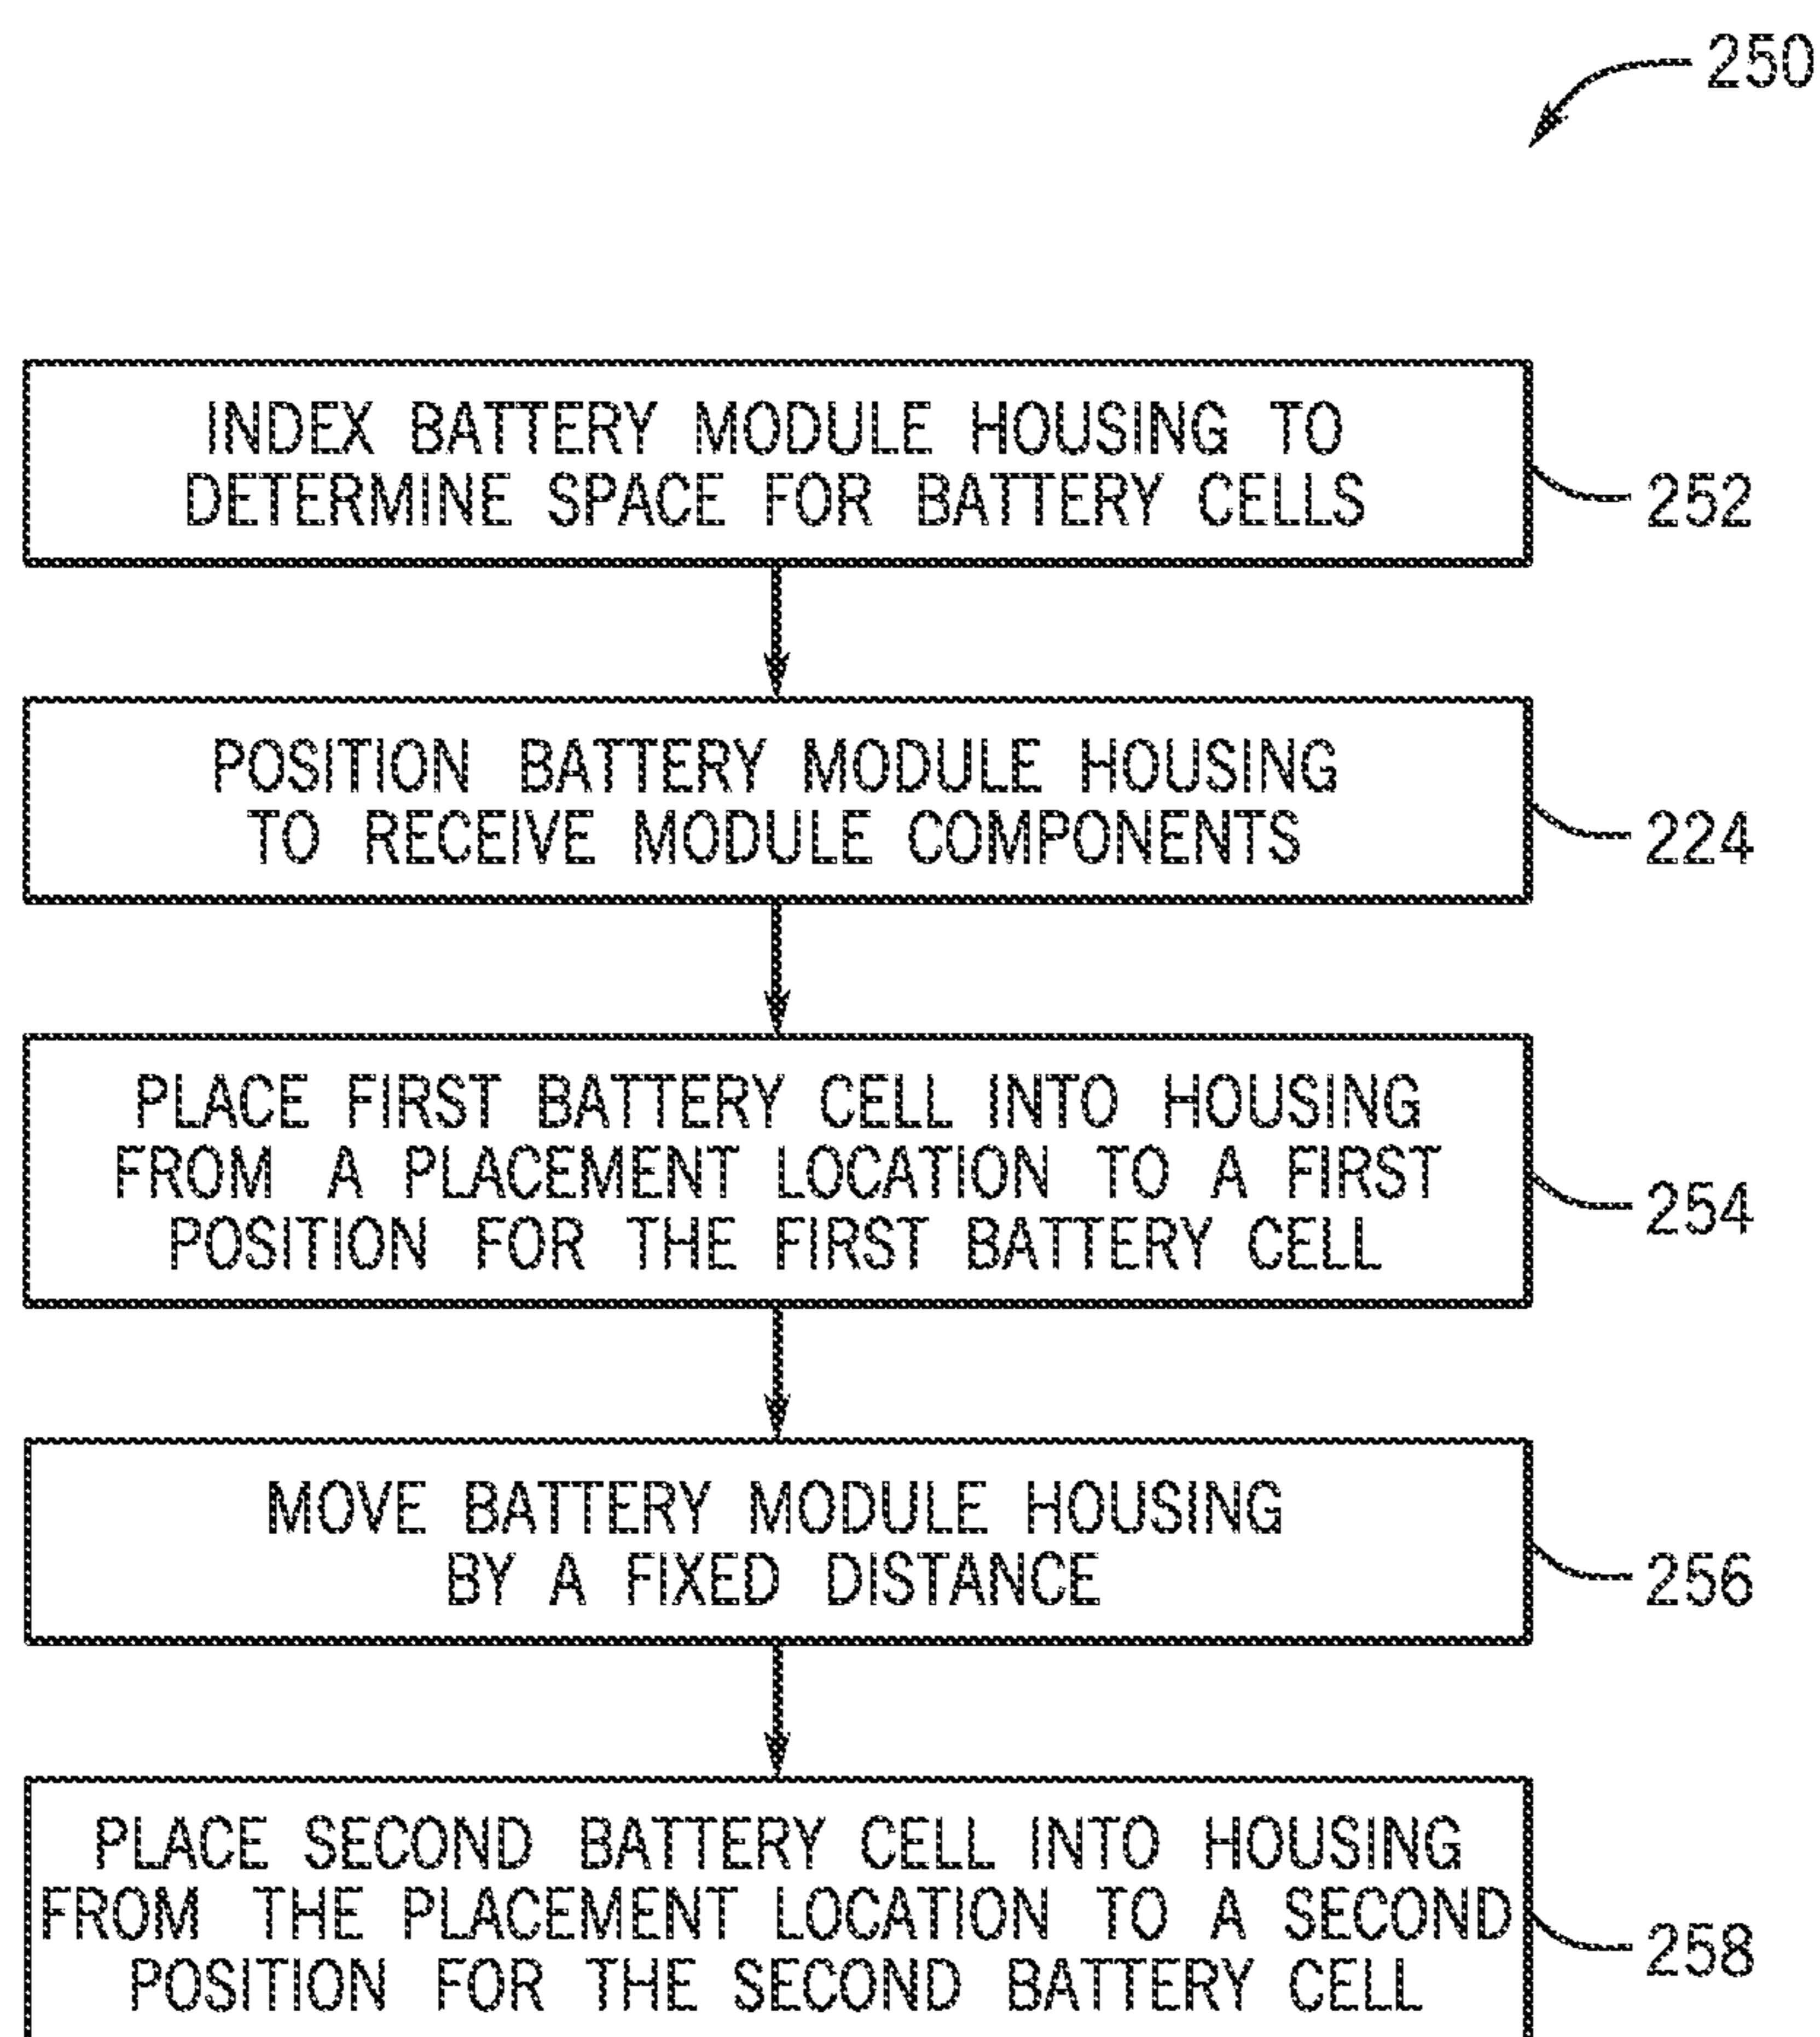 250
INDEX BATTERY MODULE HOUSING TO
DETERMINE SPACE FOR BATTERY CELLS
252
POSITION BATTERY MODULE HOUSING
TO RECEIVE MODULE COMPONENTS
224
PLACE FIRST BATTERY CELL INTO HOUSING
FROM A PLACEMENT LOCATION TO A FIRST
POSITION FOR THE FIRST BATTERY CELL
254
MOVE BATTERY MODULE HOUSING
BY A FIXED DISTANCE
256
PLACE SECOND BATTERY CELL INTO HOUSING
FROM THE PLACEMENT LOCATION TO A SECOND
POSITION FOR THE SECOND BATTERY CELL
258